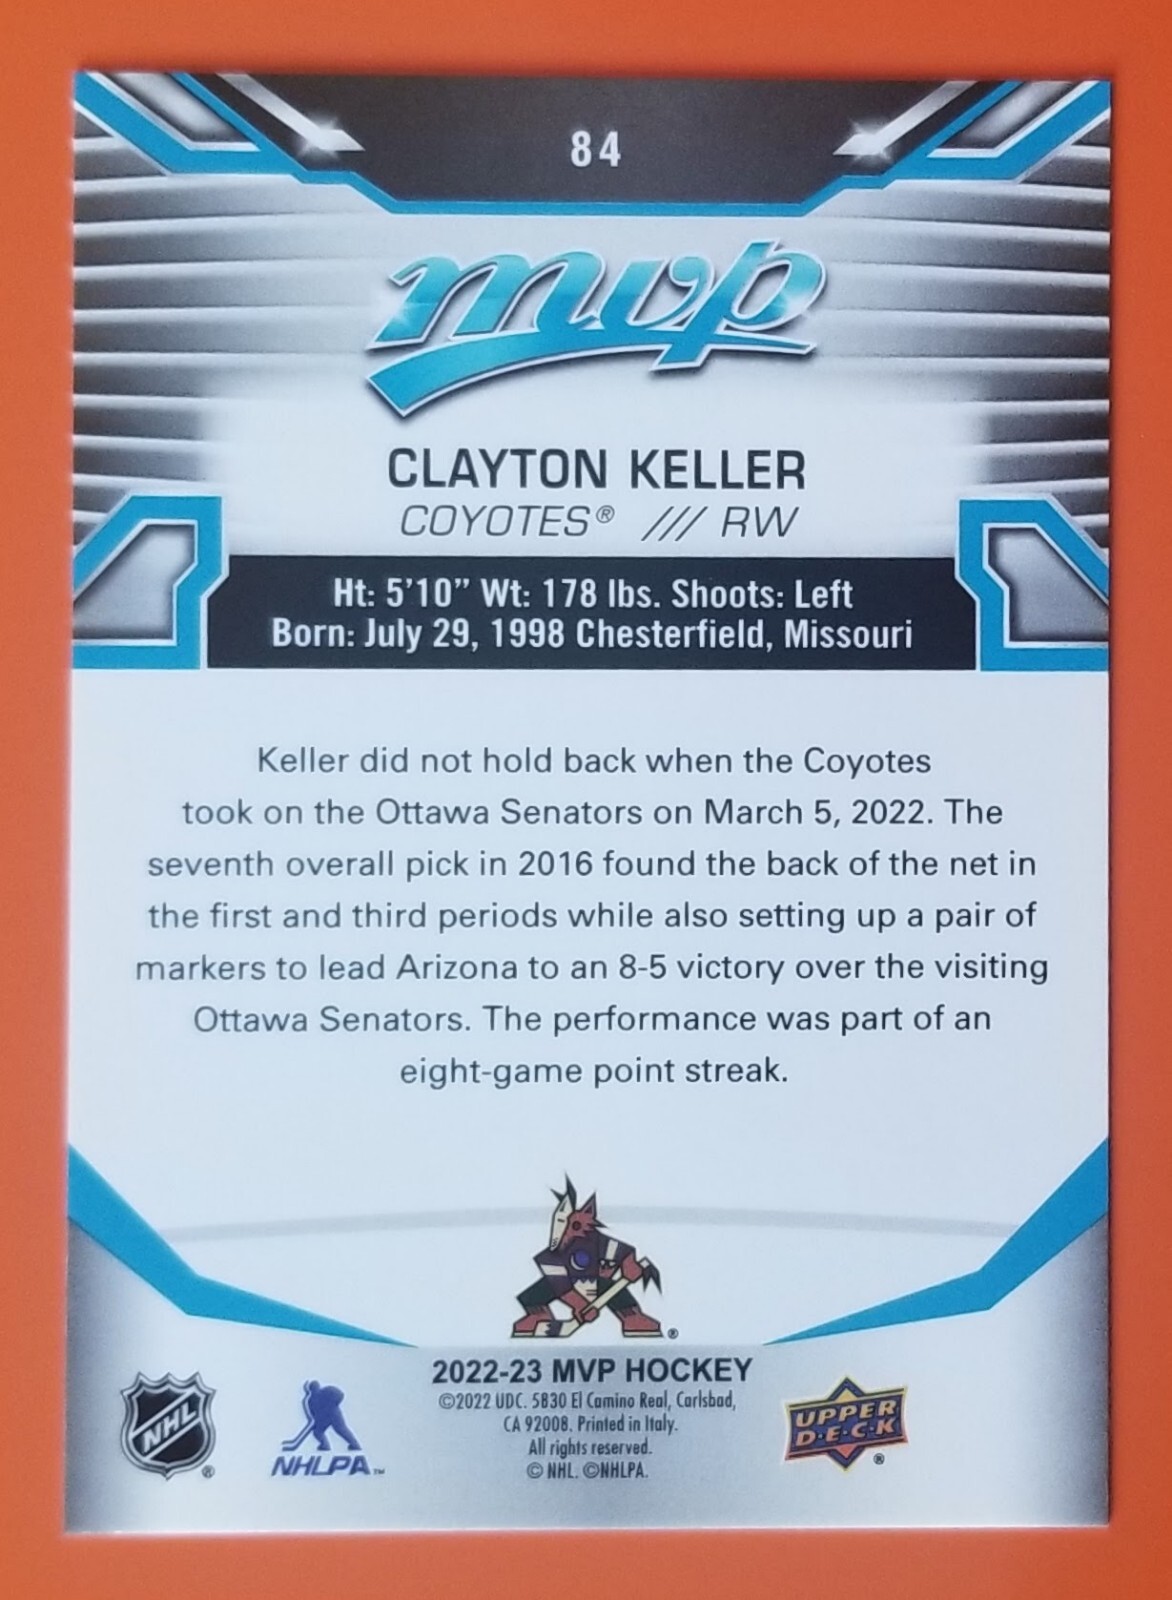 84
mvp
CLAYTON KELLER
COYOTES® /// RW
Ht: 5'10" Wt: 178 lbs. Shoots: Left
Born: July 29, 1998 Chesterfield, Missouri
Keller did not hold back when the Coyotes
took on the Ottawa Senators on March 5, 2022. The
seventh overall pick in 2016 found the back of the net in
the first and third periods while also setting up a pair of
markers to lead Arizona to an 8-5 victory over the visiting
Ottawa Senators. The performance was part of an
eight-game point streak.
®
2022-23 MVP HOCKEY
©2022 UDC. 5830 El Camino Real, Carlsbad,
CA 92008. Printed in Italy.
All rights reserved.
© NHL. ©NHLPA.
NHL ®
NHLPA™
UPPER
D·E·C·K ®